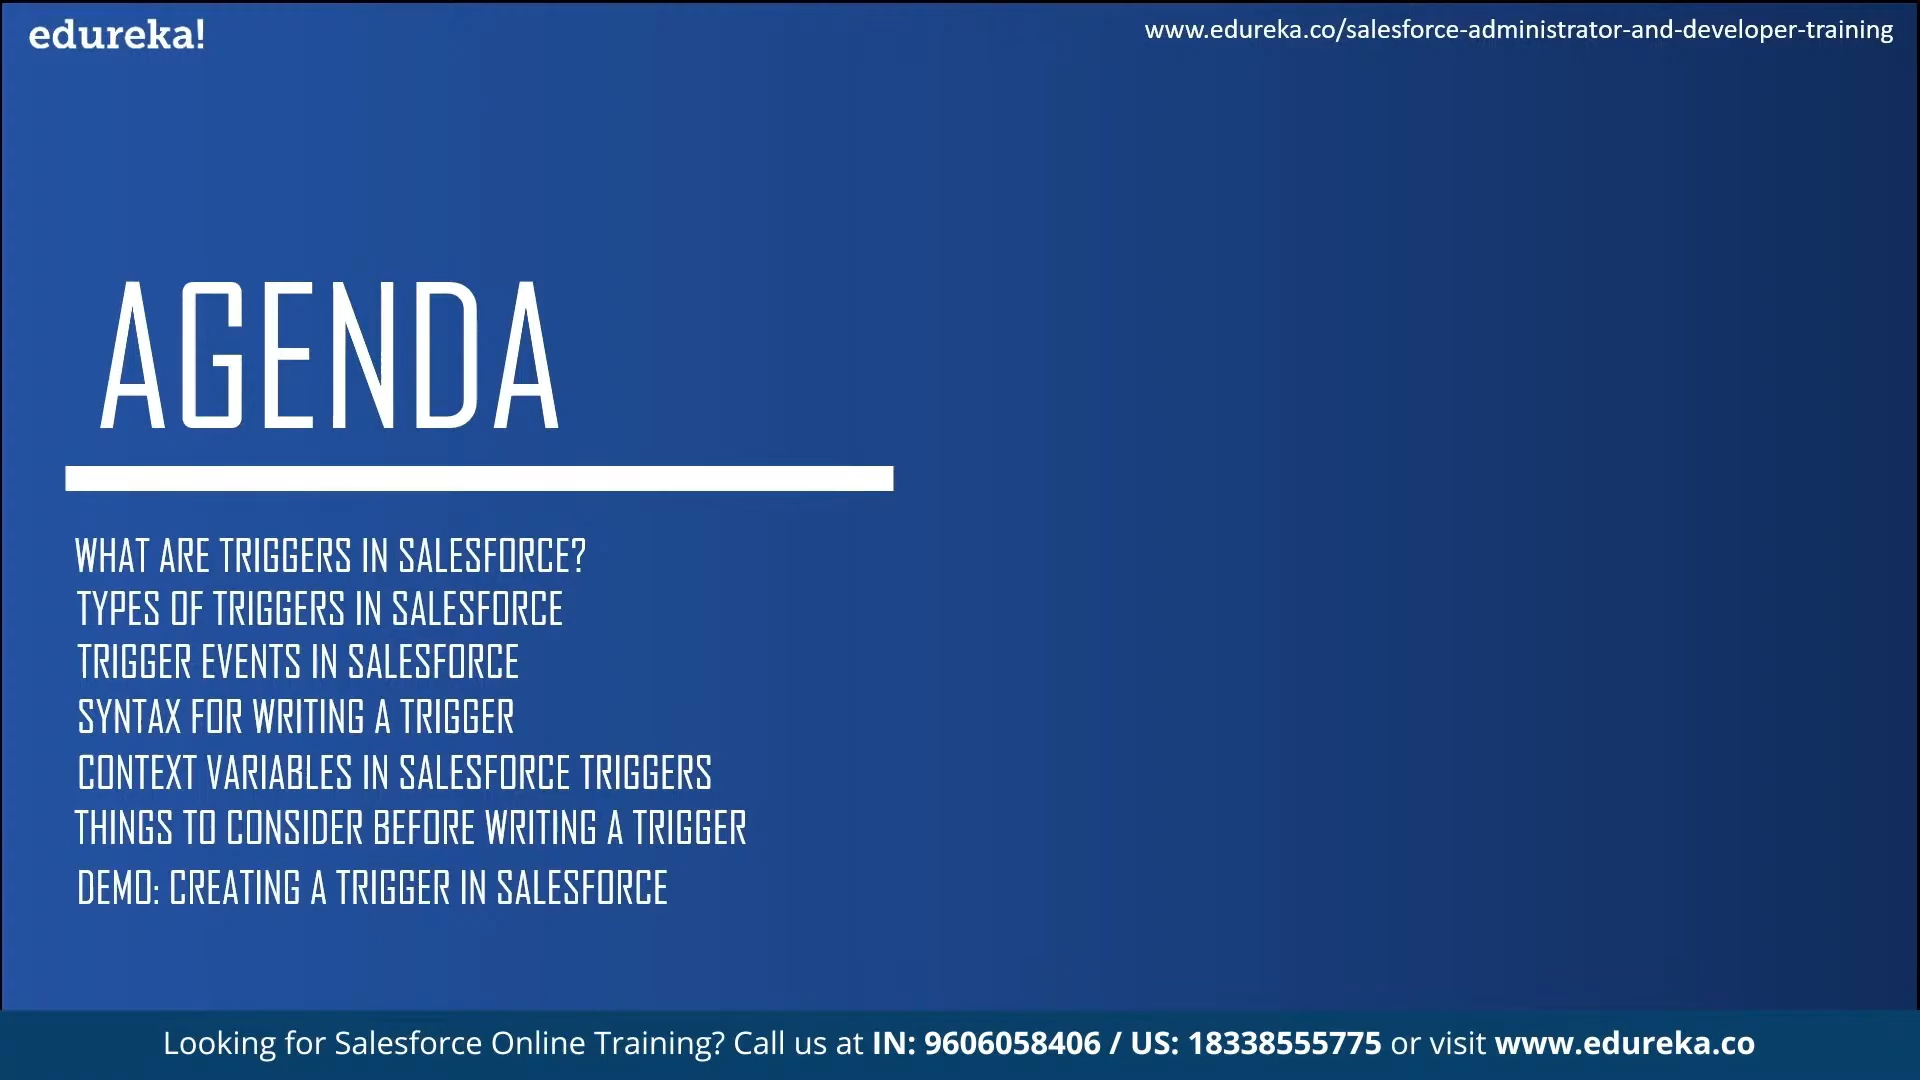 edureka!
www.edureka.co/salesforce-administrator-and-developer-training
AGENDA
WHAT ARE TRIGGERS IN SALESFORCE?
TYPES OF TRIGGERS IN SALESFORCE
TRIGGER EVENTS IN SALESFORCE
SYNTAX FOR WRITING A TRIGGER
CONTEXT VARIABLES IN SALESFORCE TRIGGERS
THINGS TO CONSIDER BEFORE WRITING A TRIGGER
DEMO: CREATING A TRIGGER IN SALESFORCE
Looking for Salesforce Online Training? Call us at IN: 9606058406 / US: 18338555775 or visit www.edureka.co